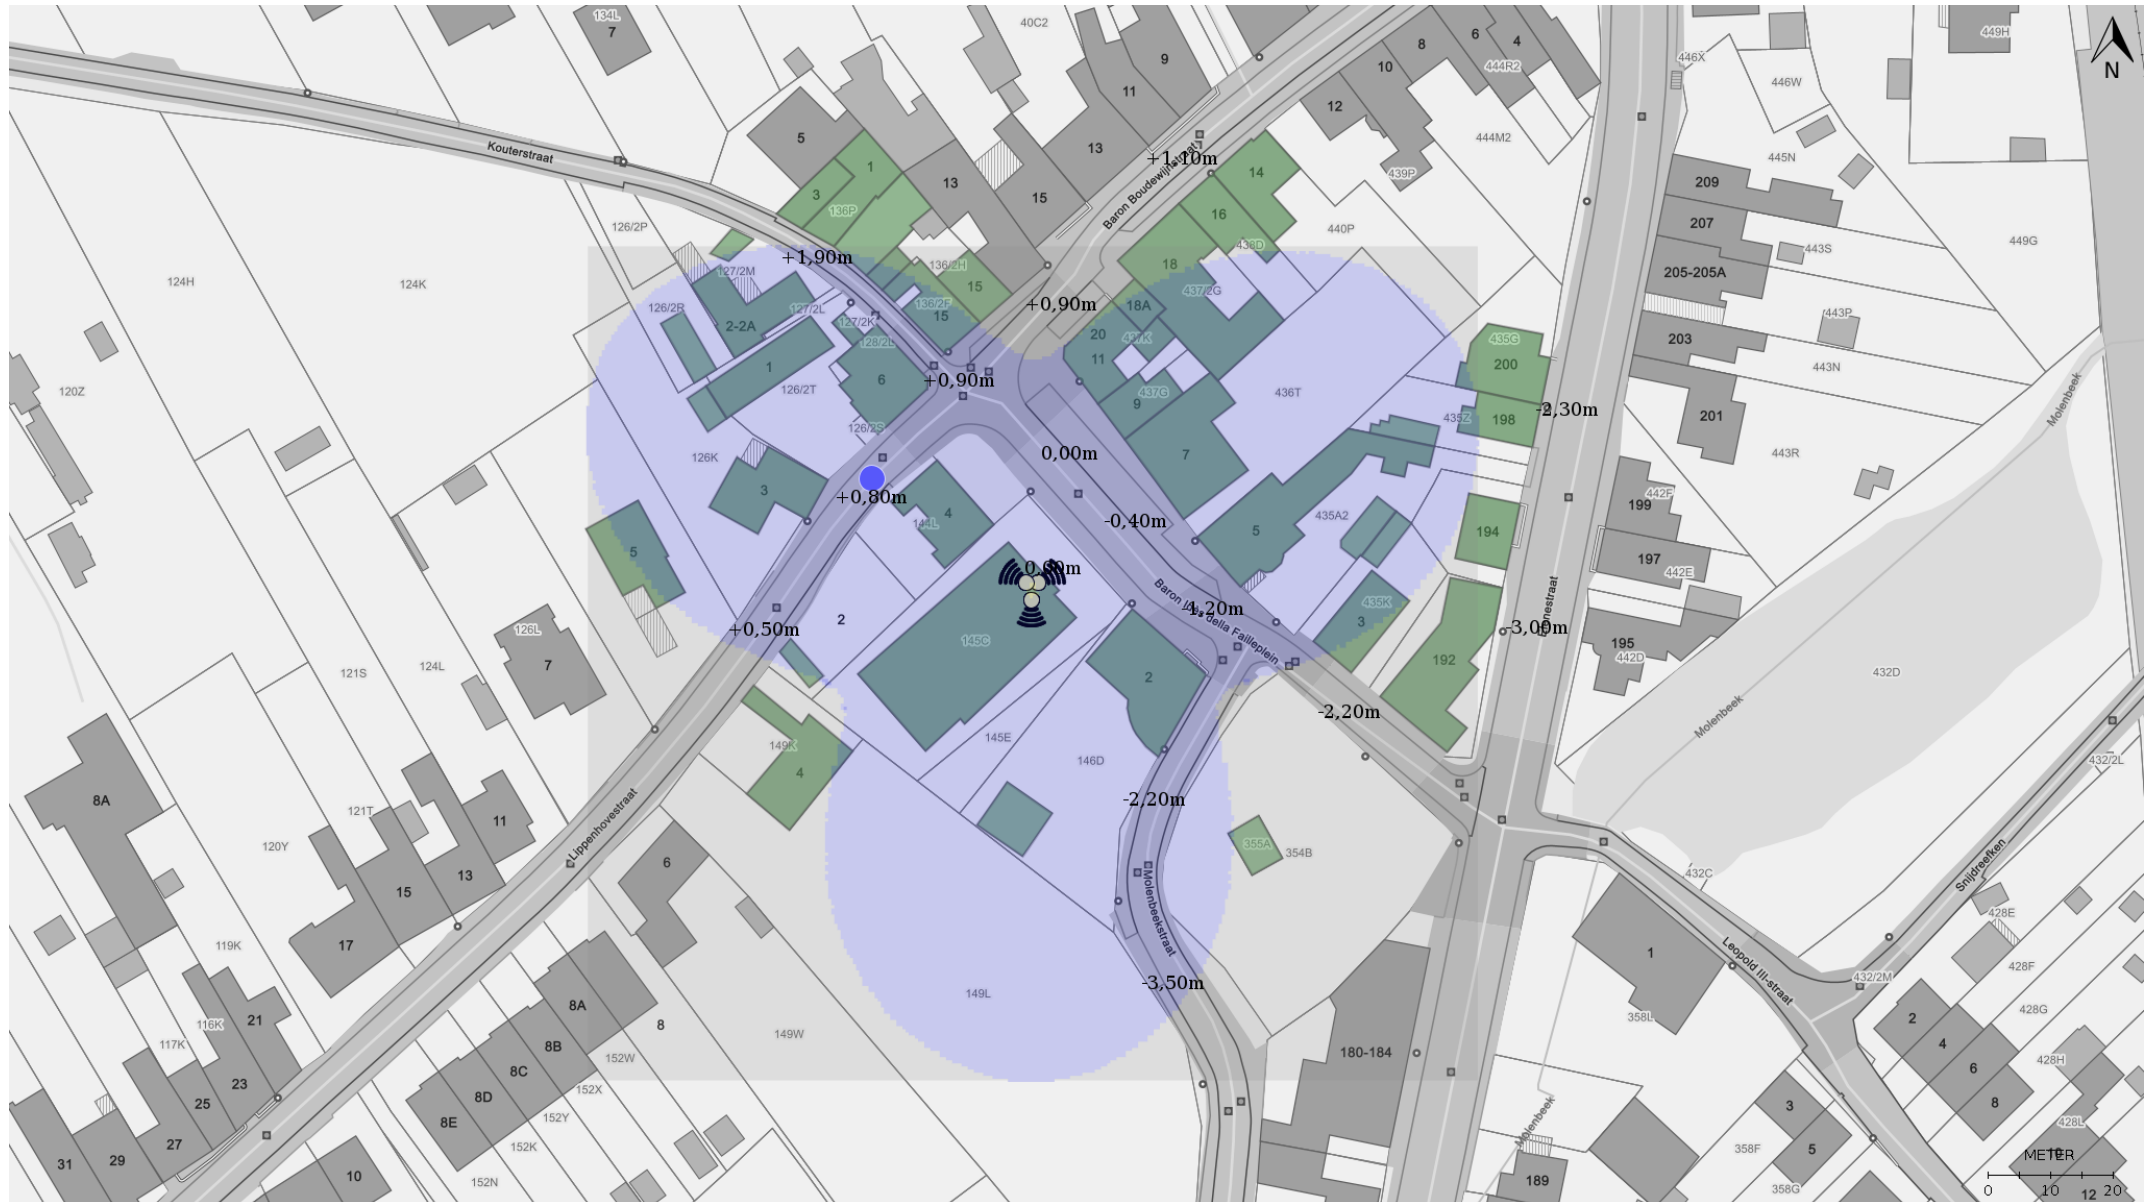 134L
7
40C2
9
6
4
8
444R2
446X
449H
N
10
11
446W
12
5
13
444M2
Kouterstraat
+1,10m
445N
1
439P
14
13
209
3
15
Baron Boudewijnstraat
136P
16
207
126/2P
440P
438D
443S
449G
+1,90m
136/2H
18
127/2M
205-205A
124H
124K
15
437/2G
126/2R
127/2L
136/2F
+0,90m
18A
443P
2-2A
127/2K
15
20
437K
435G
203
128/2L
11
1
200
443N
+0,90m
6
126/2T
437G
436T
120Z
9
Molenbeek
201
435Z
198
126/2S
0,00m
443R
126K
7
3
+0,80m
442F
199
4
435A2
144L
-0,40m
5
194
5
197
0,00m
442E
Baron Joos della Failleplein
435K
2
3
+0,50m
126L
-3,00m
195
145C
442D
192
7
124L
121S
2
432D
-2,20m
Molenbeek
145E
149K
146D
432/2L
4
8A
-2,20m
121T
11
Lippenhovestraat
120Y
355A
354B
6
Snijdreefken
13
432C
15
428E
Molenbeekstraat
119K
17
1
Leopold III-straat
428F
432/2M
-3,50m
149L
8A
428G
358L
2
21
8
116K
149W
4
117K
8B
180-184
152W
428H
6
8C
23
152X
8D
25
8
3
152Y
8E
Molenbeek
428L
27
152K
358F
5
METER
29
31
10
189
152N
358G
0
10
20
12